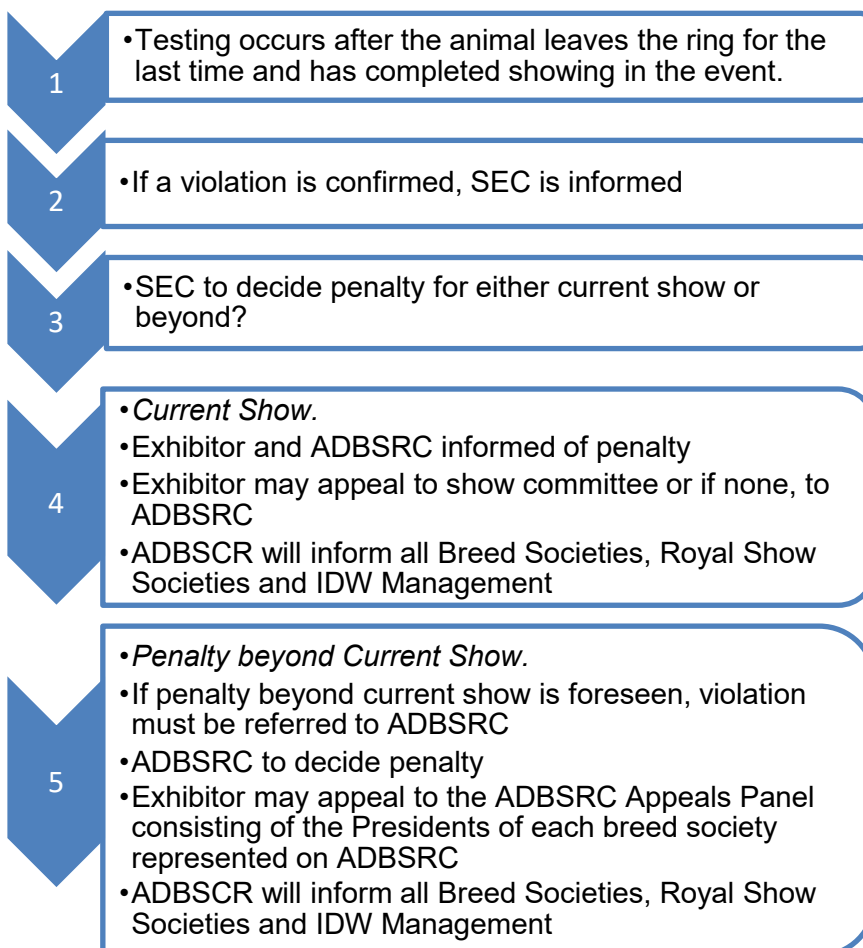 1
•Testing occurs after the animal leaves the ring for the
last time and has completed showing in the event.
2
•If a violation is confirmed, SEC is informed
3
•SEC to decide penalty for either current show or
beyond?
4
•Current Show.
•Exhibitor and ADBSRC informed of penalty
•Exhibitor may appeal to show committee or if none, to
ADBSRC
•ADBSCR will inform all Breed Societies, Royal Show
Societies and IDW Management
5
•Penalty beyond Current Show.
•If penalty beyond current show is foreseen, violation
must be referred to ADBSRC
•ADBSRC to decide penalty
•Exhibitor may appeal to the ADBSRC Appeals Panel
consisting of the Presidents of each breed society
represented on ADBSRC
•ADBSCR will inform all Breed Societies, Royal Show
Societies and IDW Management